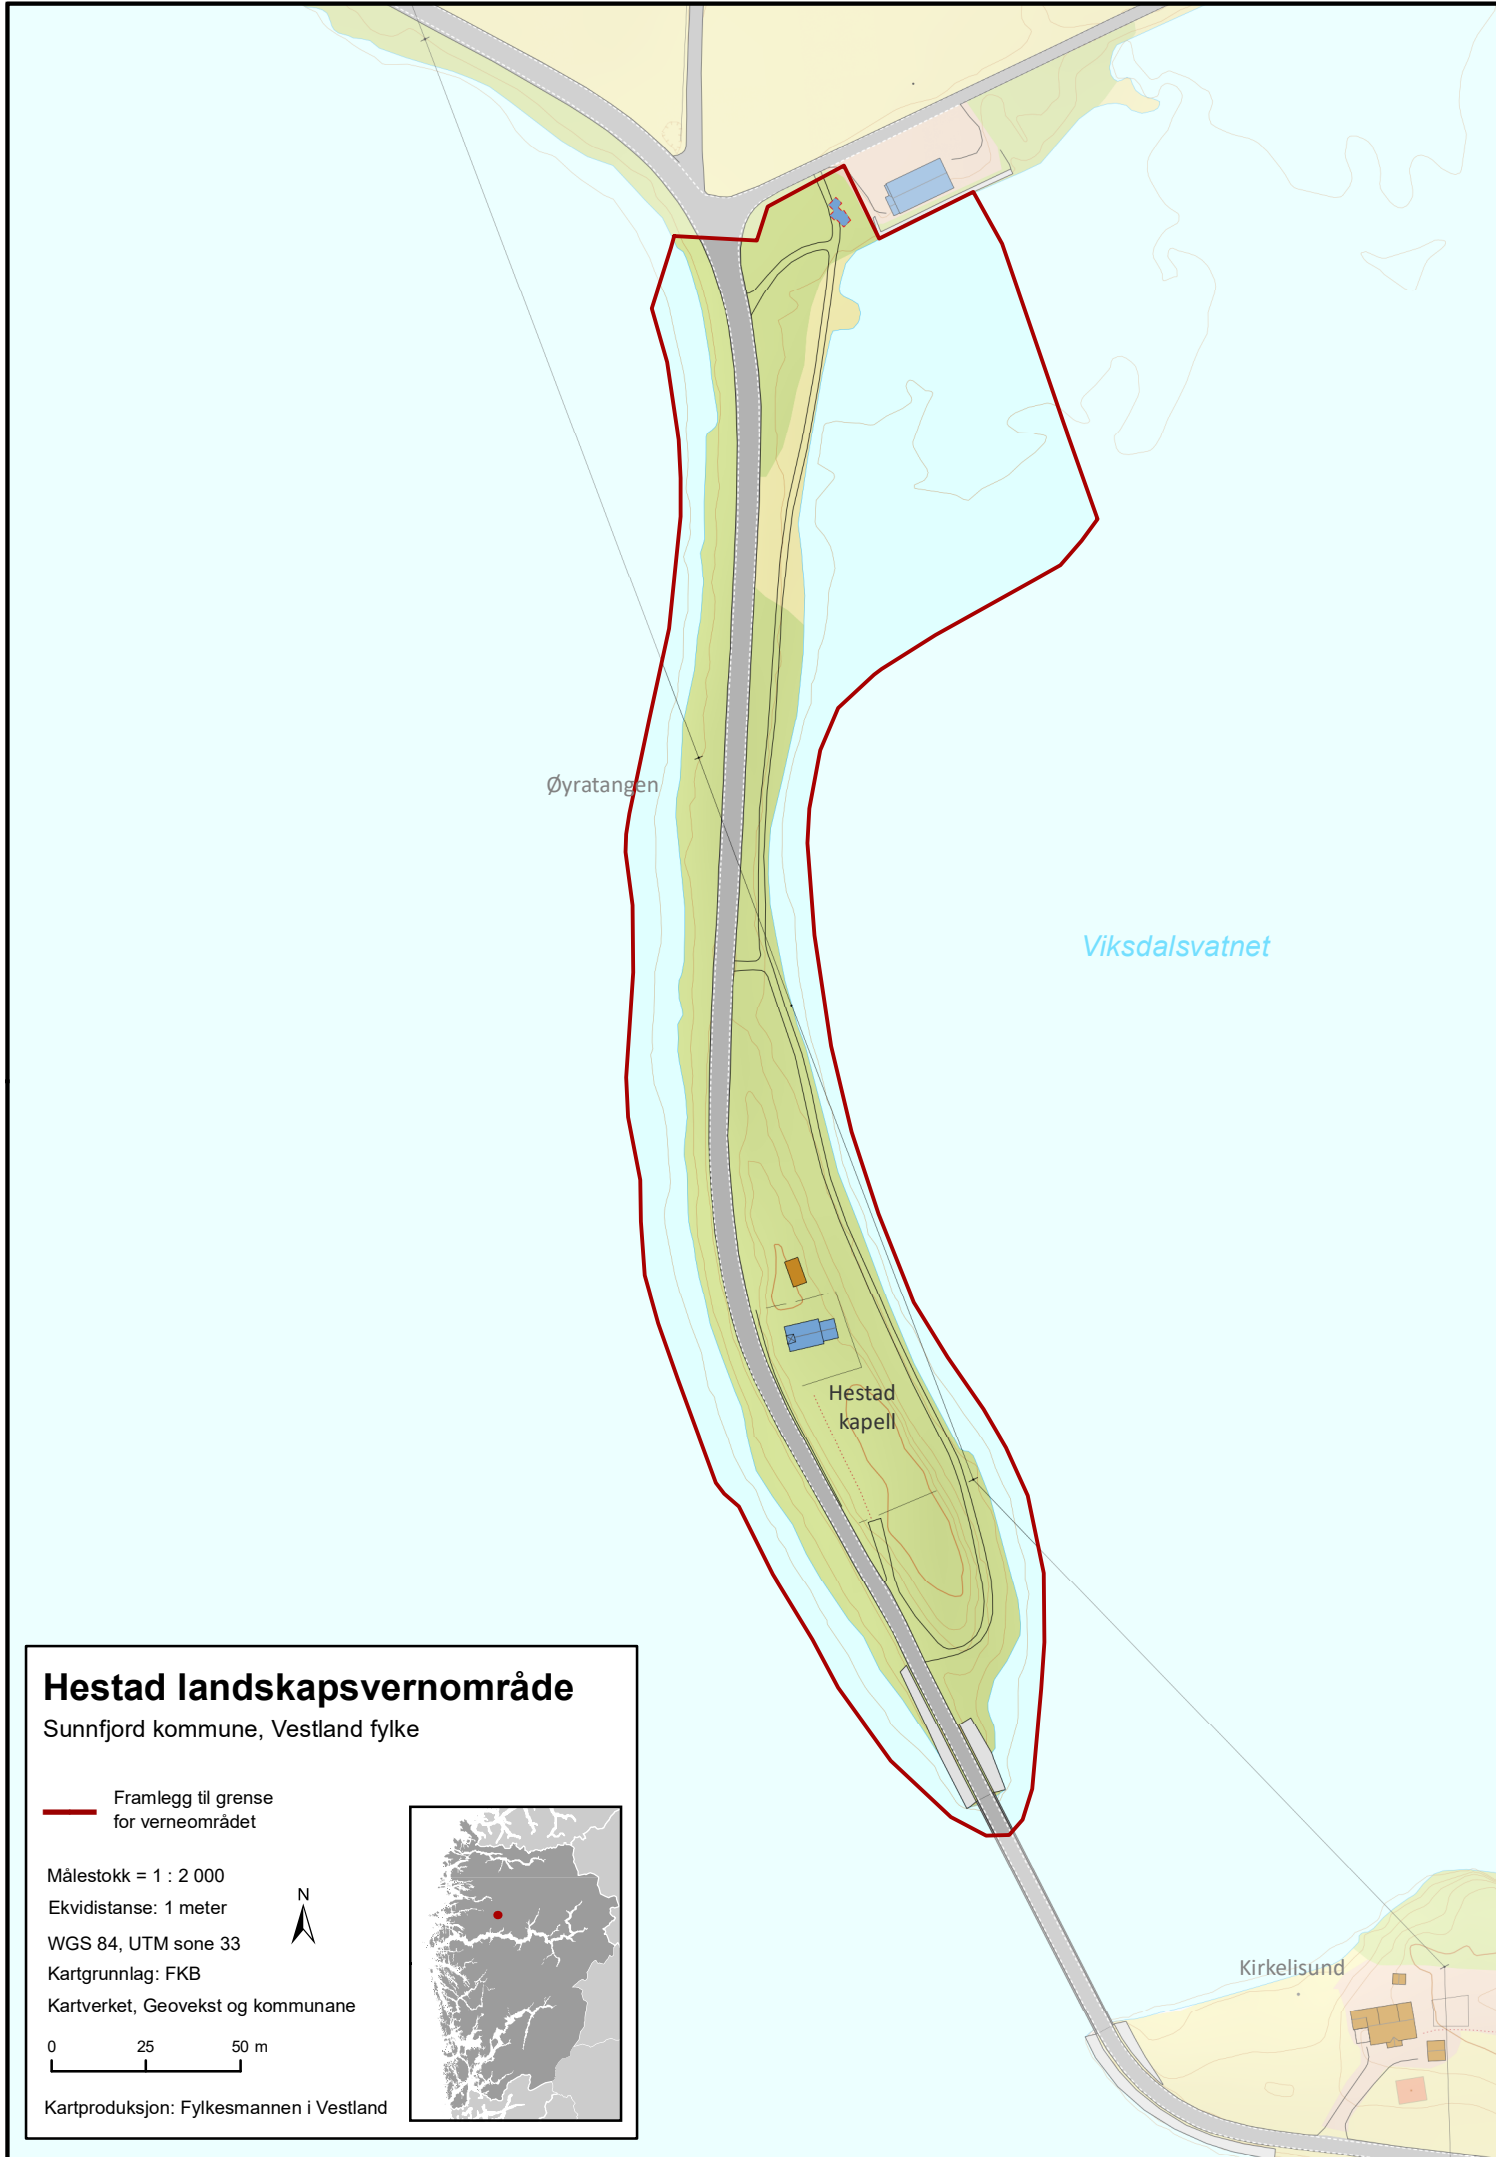 Øyratangen
Viksdalsvatnet
Hestad
kapell
Kirkelisund
Hestad landskapsvernområde
Sunnfjord kommune, Vestland fylke
Framlegg til grense
for verneområdet
Målestokk = 1 : 2 000
Ekvidistanse: 1 meter
N
WGS 84, UTM sone 33
Kartgrunnlag: FKB
Kartverket, Geovekst og kommunane
0 25 50 m
Kartproduksjon: Fylkesmannen i Vestland